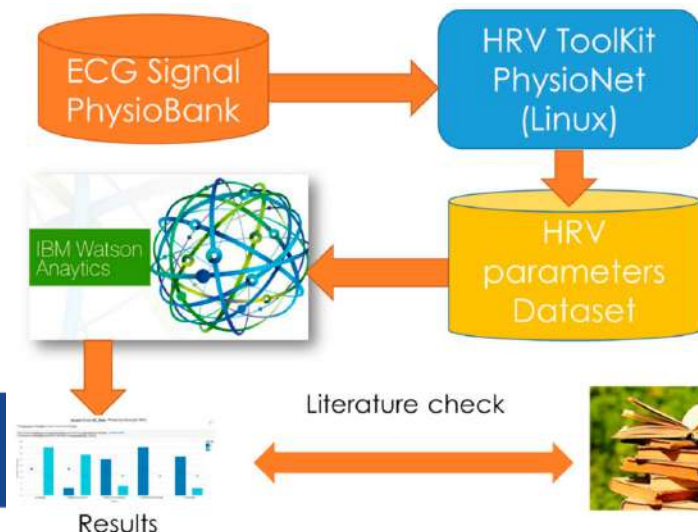 ECG Signal
PhysioBank
HRV ToolKit
PhysioNet
(Linux)
IBM Watson
Anaytics
HRV
parameters
Dataset
Literature check
Results